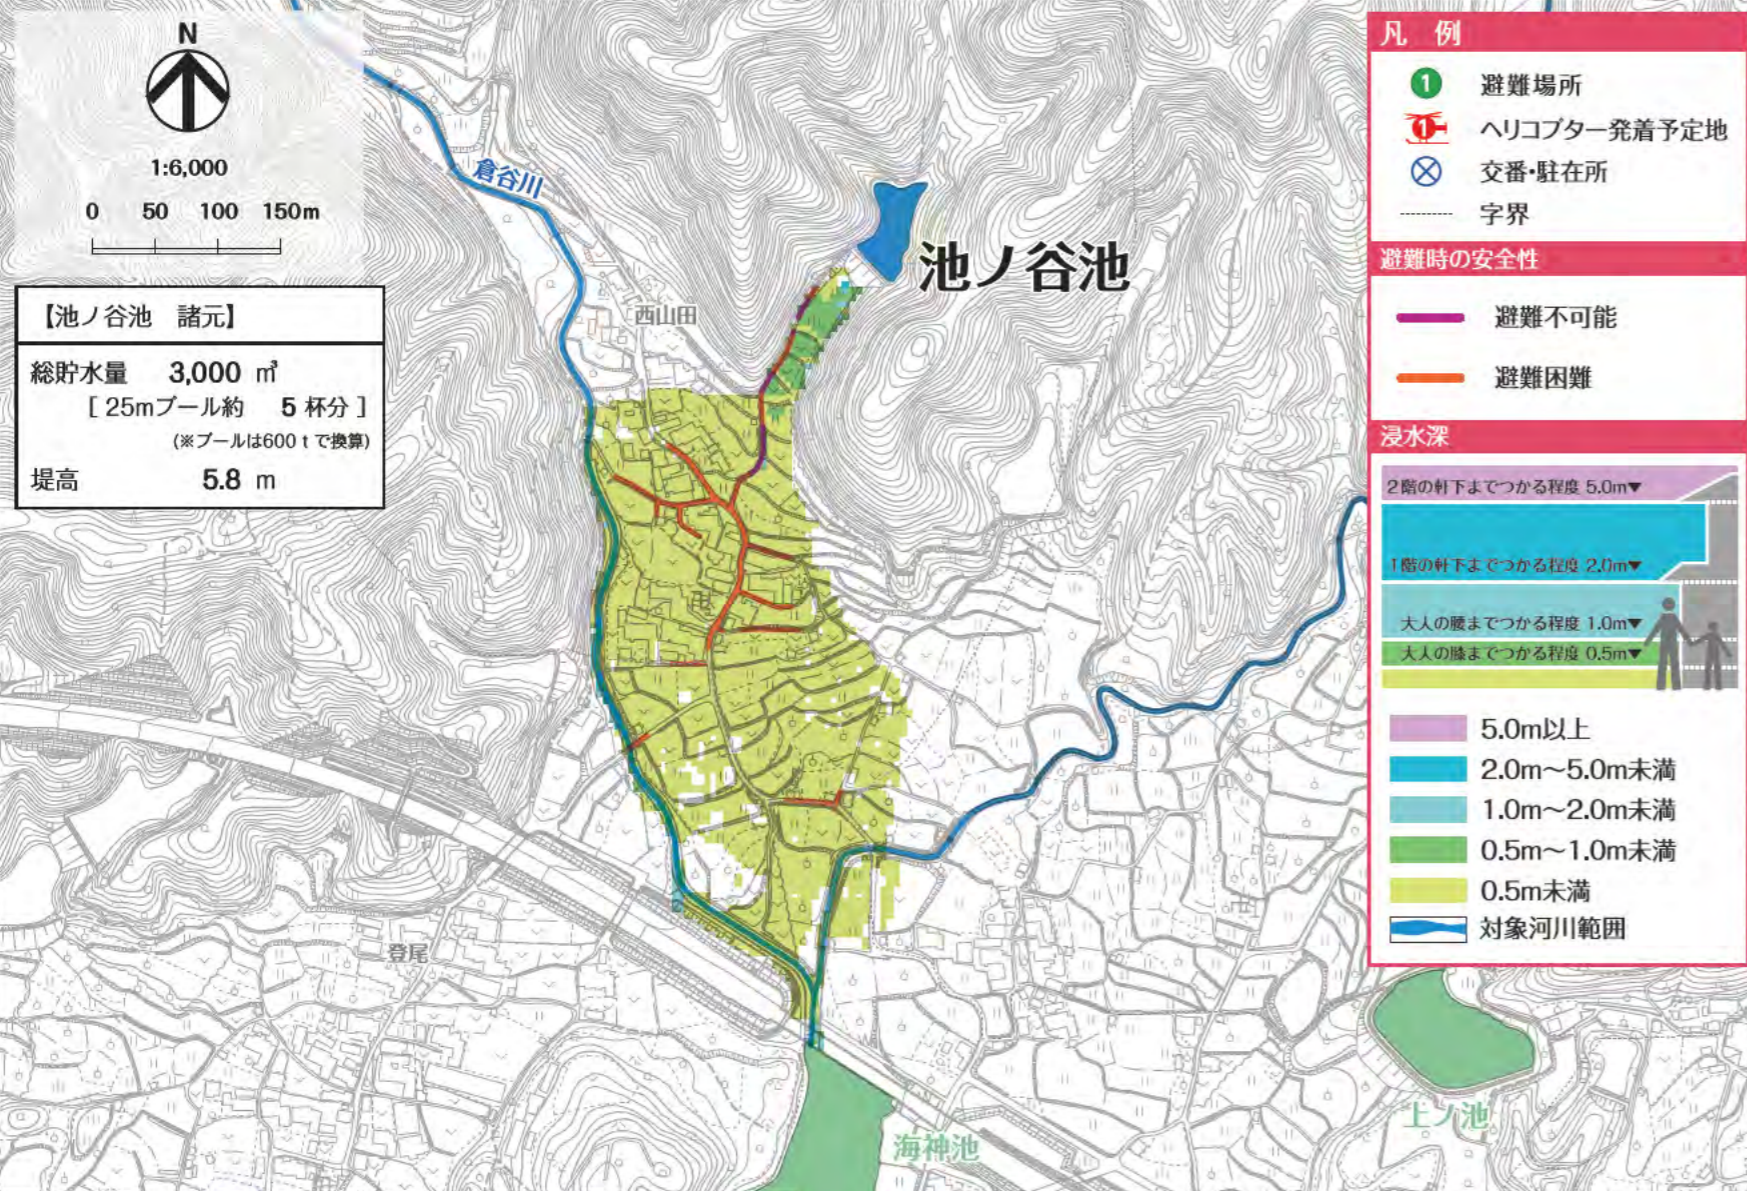 N
1:6,000
0 50 100 150m
【池ノ谷池 諸元】
総貯水量 3,000 ㎥
[ 25mプール約 5 杯分 ]
(※プールは600ｔで換算)
堤高 5.8 m
倉谷川
池ノ谷池
西山田
登尾
海神池
上ノ池
凡 例
1 避難場所
1 ヘリコプター発着予定地
交番・駐在所
字界
避難時の安全性
避難不可能
避難困難
浸水深
2階の軒下までつかる程度 5.0m▼
1階の軒下までつかる程度 2.0m▼
大人の腰までつかる程度 1.0m▼
大人の膝までつかる程度 0.5m▼
5.0m以上
2.0m〜5.0m未満
1.0m〜2.0m未満
0.5m〜1.0m未満
0.5m未満
対象河川範囲